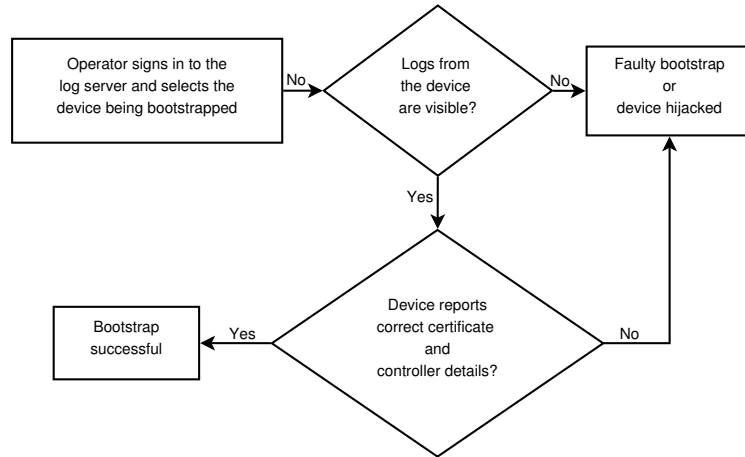 Operator signs in to the
log server and selects the
device being bootstrapped
No
Logs from
the device
are visible?
No
Faulty bootstrap
or
device hijacked
Yes
Device reports
correct certificate
and
controller details?
Yes
Bootstrap
successful
No